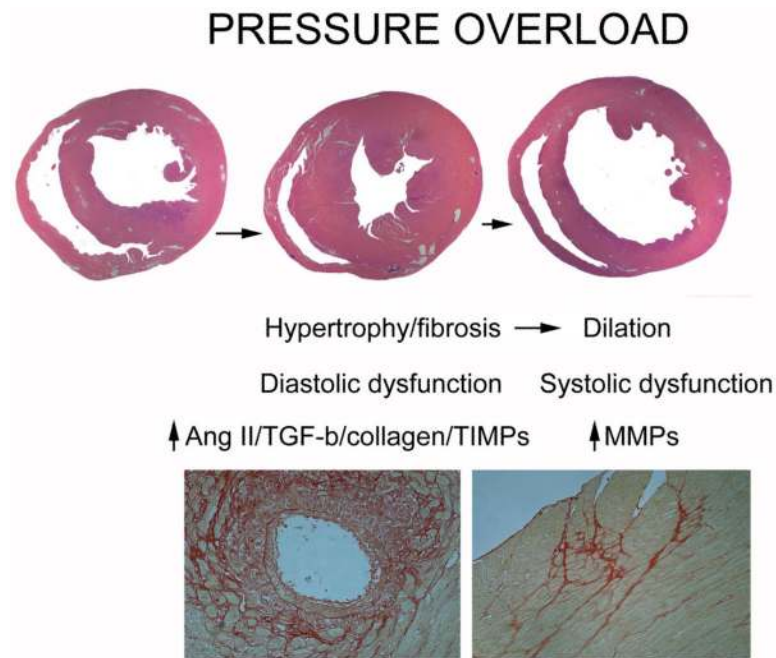 PRESSURE OVERLOAD
Hypertrophy/fibrosis → Dilation
Diastolic dysfunction Systolic dysfunction
↑ Ang II/TGF-b/collagen/TIMPs ↑ MMPs